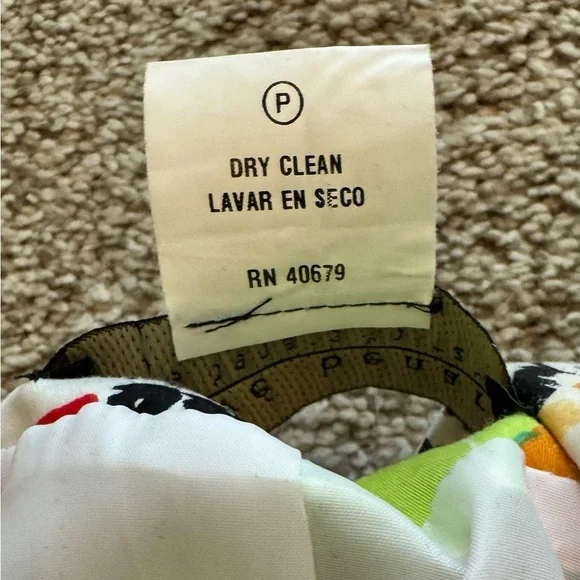 P
DRY CLEAN
LAVAR EN SECO
RN 40679